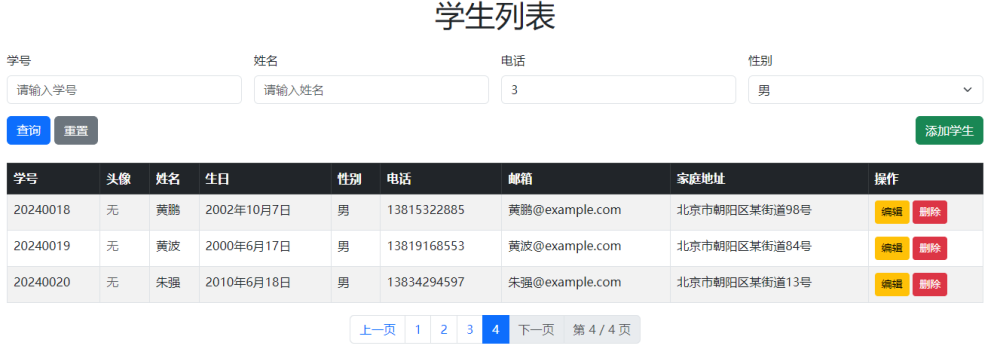 学生列表
学号 姓名 电话 性别
请输入学号 请输入姓名 3 男
查询 重置 添加学生
学号 头像 姓名 生日 性别 电话 邮箱 家庭地址 操作
20240018 无 黄鹏 2002年10月7日 男 13815322885 黄鹏@example.com 北京市朝阳区某街道98号 编辑 删除
20240019 无 黄波 2000年6月17日 男 13819168553 黄波@example.com 北京市朝阳区某街道84号 编辑 删除
20240020 无 朱强 2010年6月18日 男 13834294597 朱强@example.com 北京市朝阳区某街道13号 编辑 删除
上一页 1 2 3 4 下一页 第 4 / 4 页